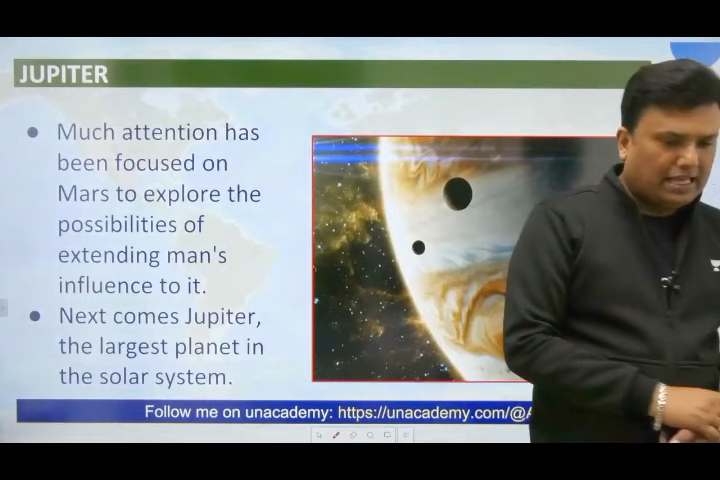 JUPITER
● Much attention has
been focused on
Mars to explore the
possibilities of
extending man's
influence to it.
● Next comes Jupiter,
the largest planet in
the solar system.
Follow me on unacademy: https://unacademy.com/@